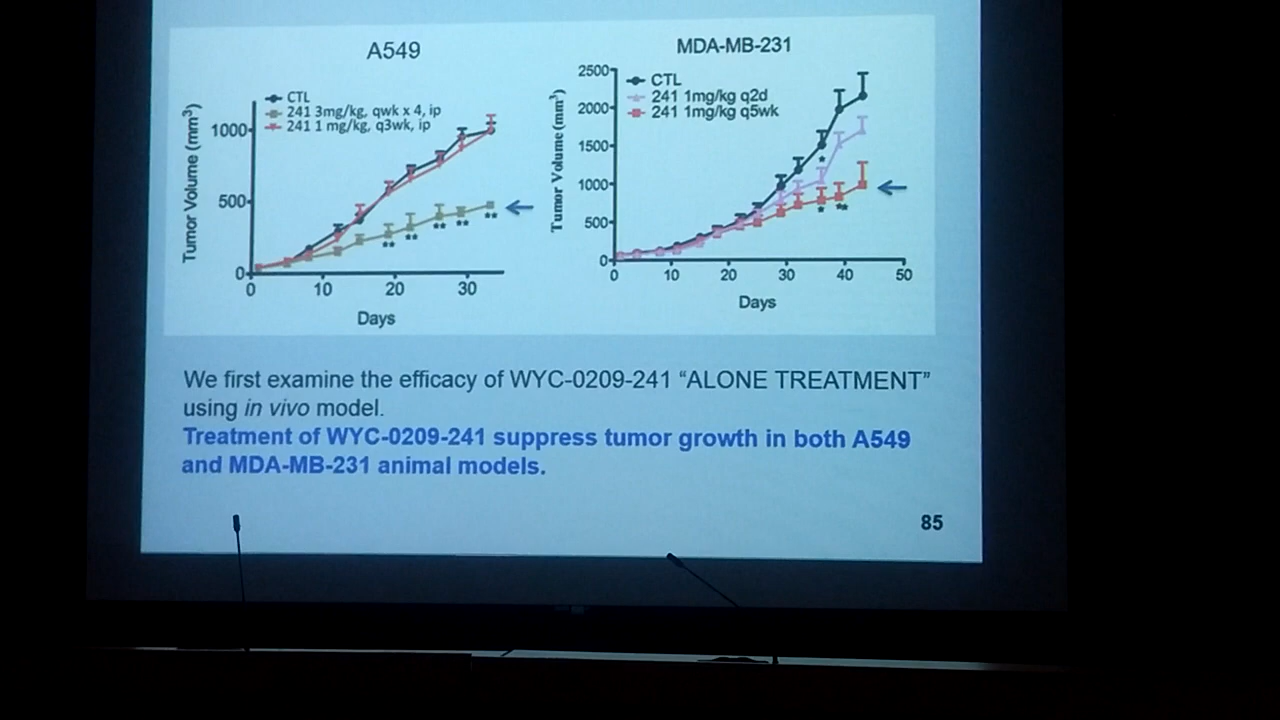 A549
CTL
241 3mg/kg, qwk x 4, ip
241 1 mg/kg, q3wk, ip
Tumor Volume (mm³)
1000
500
0
0 10 20 30
** ** ** ** **
Days
MDA-MB-231
CTL
241 1mg/kg q2d
241 1mg/kg q5wk
Tumor Volume (mm³)
2500
2000
1500
1000
500
0
0 10 20 30 40 50
*
* **
Days
We first examine the efficacy of WYC-0209-241 “ALONE TREATMENT”
using in vivo model.
Treatment of WYC-0209-241 suppress tumor growth in both A549
and MDA-MB-231 animal models.
85